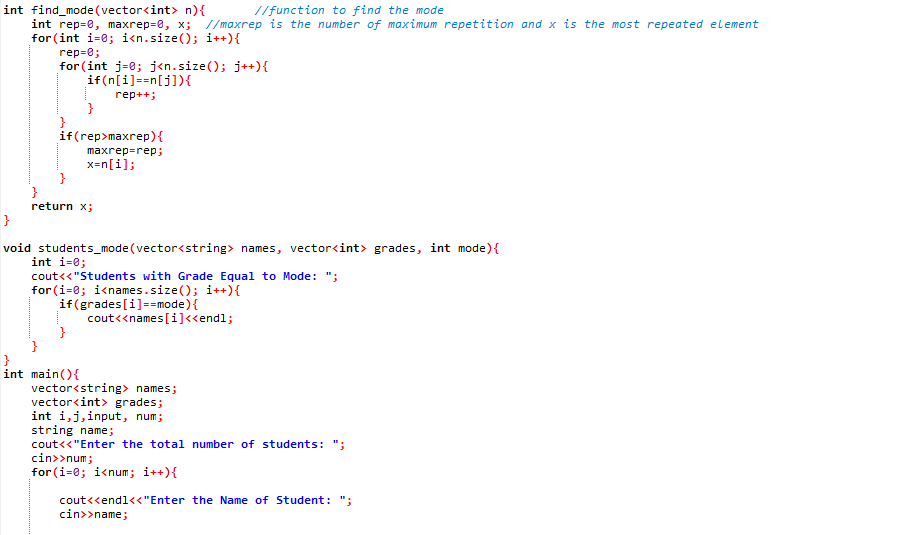 int find_mode(vector<int> n){       //function to find the mode
    int rep=0, maxrep=0, x;  //maxrep is the number of maximum repetition and x is the most repeated element
    for(int i=0; i<n.size(); i++){
        rep=0;
        for(int j=0; j<n.size(); j++){
            if(n[i]==n[j]){
                rep++;
            }
        }
        if(rep>maxrep){
            maxrep=rep;
            x=n[i];
        }
    }
    return x;
}

void students_mode(vector<string> names, vector<int> grades, int mode){
    int i=0;
    cout<<"Students with Grade Equal to Mode: ";
    for(i=0; i<names.size(); i++){
        if(grades[i]==mode){
            cout<<names[i]<<endl;
        }
    }
}
int main(){
    vector<string> names;
    vector<int> grades;
    int i,j,input, num;
    string name;
    cout<<"Enter the total number of students: ";
    cin>>num;
    for(i=0; i<num; i++){

        cout<<endl<<"Enter the Name of Student: ";
        cin>>name;